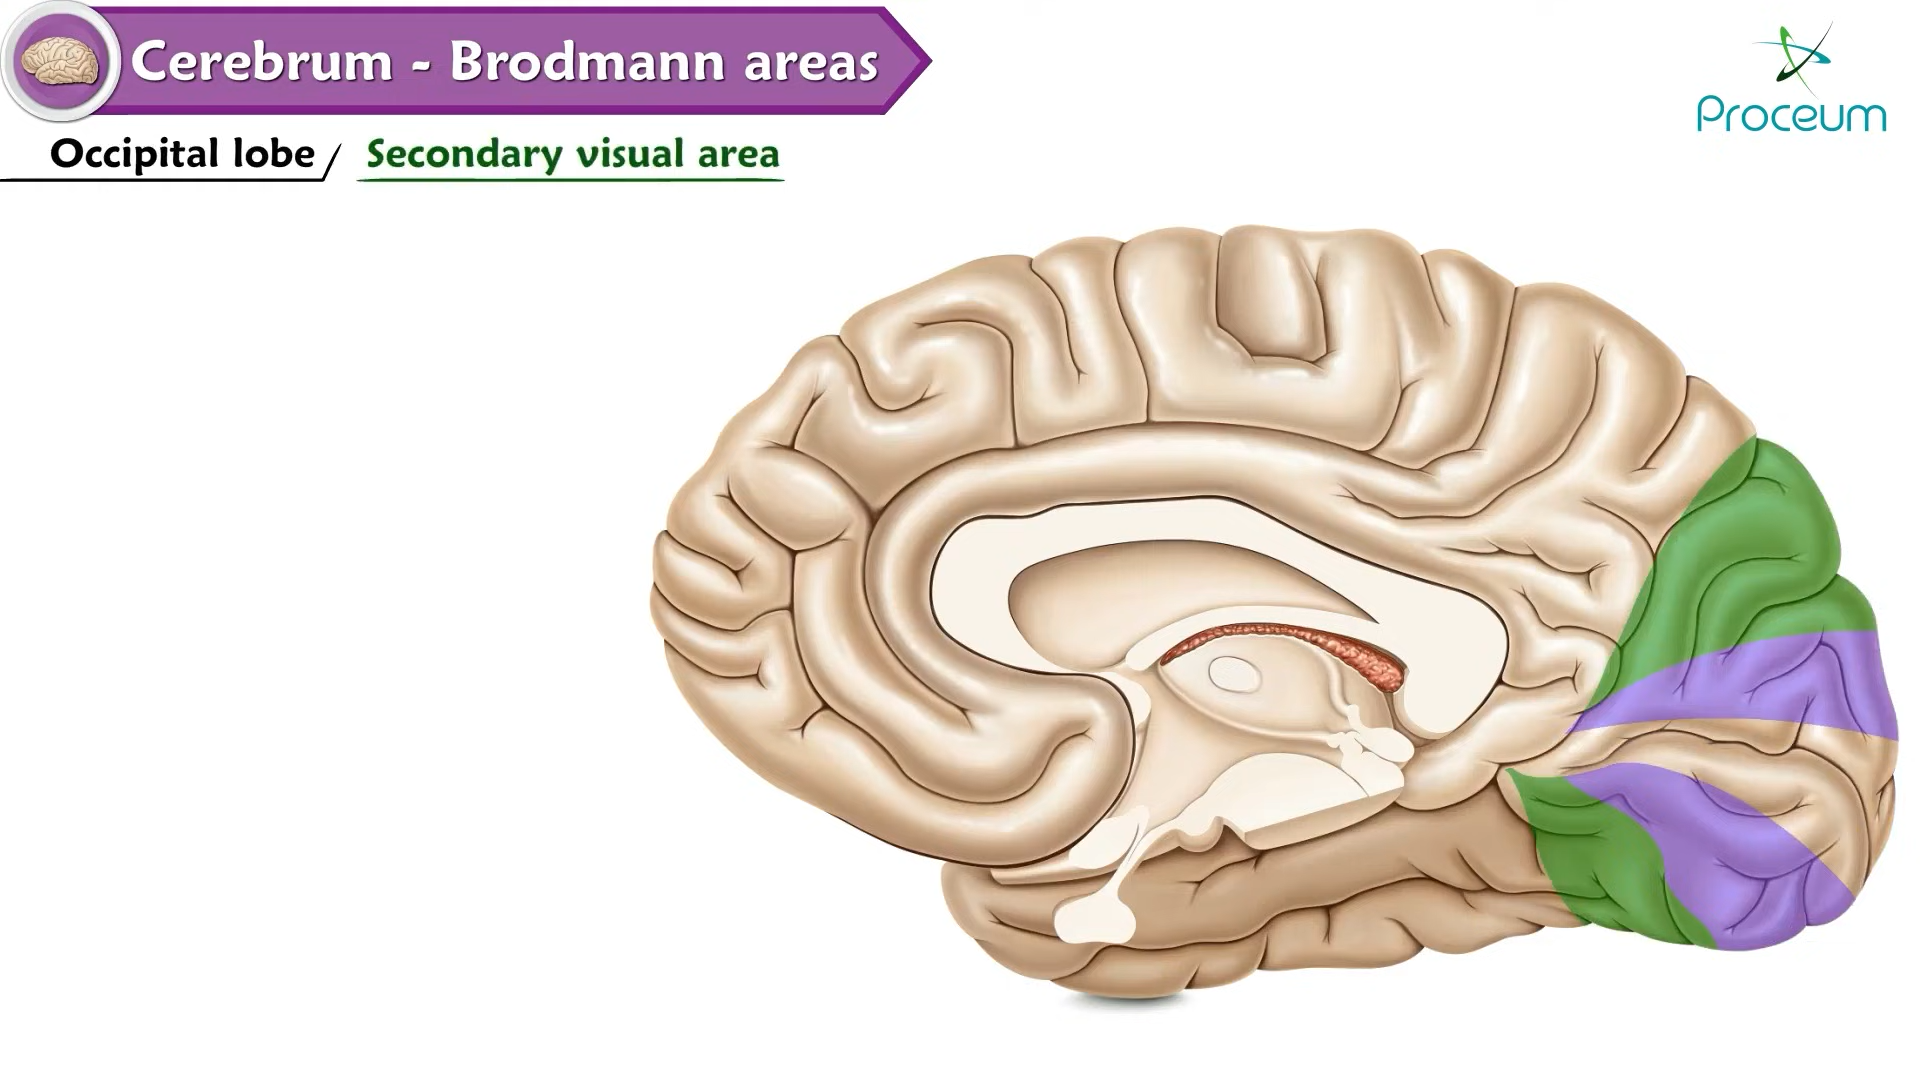 Cerebrum - Brodmann areas
Proceum
Occipital lobe / Secondary visual area